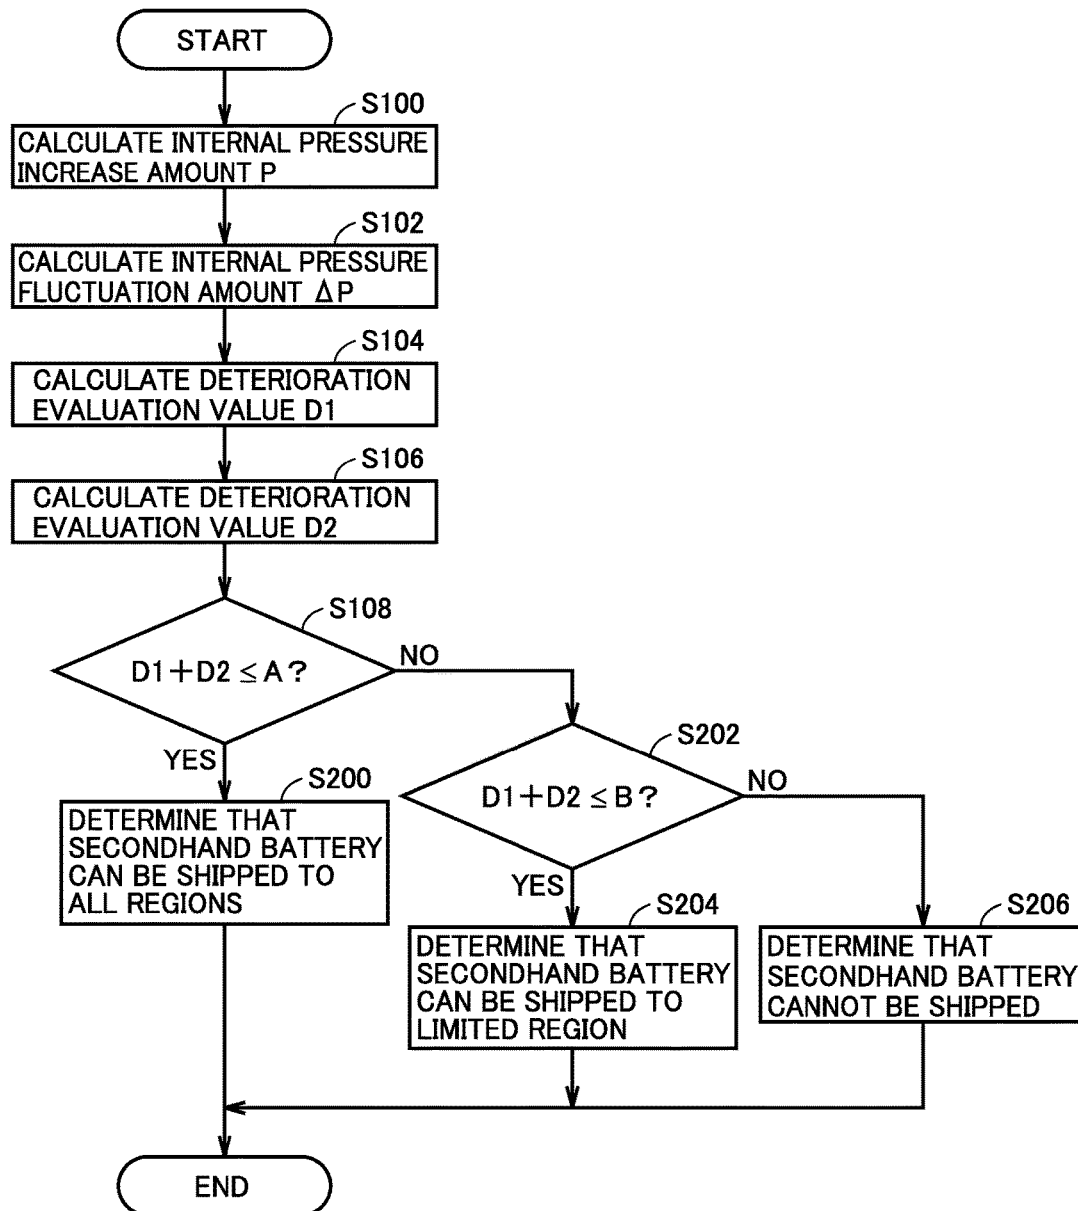 START
S100
CALCULATE INTERNAL PRESSURE
INCREASE AMOUNT P
S102
CALCULATE INTERNAL PRESSURE
FLUCTUATION AMOUNT ΔP
S104
CALCULATE DETERIORATION
EVALUATION VALUE D1
S106
CALCULATE DETERIORATION
EVALUATION VALUE D2
S108
D1+D2 ≤ A?
NO
YES
S200
DETERMINE THAT
SECONDHAND BATTERY
CAN BE SHIPPED TO
ALL REGIONS
S202
D1+D2 ≤ B?
NO
YES
S204
DETERMINE THAT
SECONDHAND BATTERY
CAN BE SHIPPED TO
LIMITED REGION
S206
DETERMINE THAT
SECONDHAND BATTERY
CANNOT BE SHIPPED
END